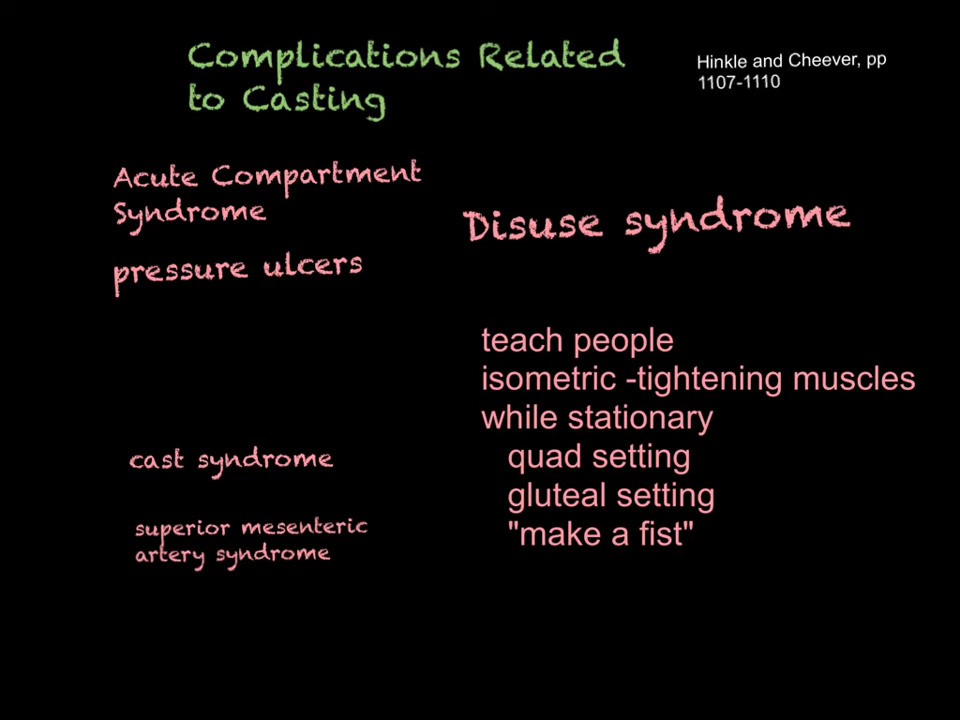 Complications Related
to Casting
Hinkle and Cheever, pp
1107-1110
Acute Compartment
Syndrome
pressure ulcers
cast syndrome
superior mesenteric
artery syndrome
Disuse syndrome
teach people
isometric -tightening muscles
while stationary
quad setting
gluteal setting
"make a fist"